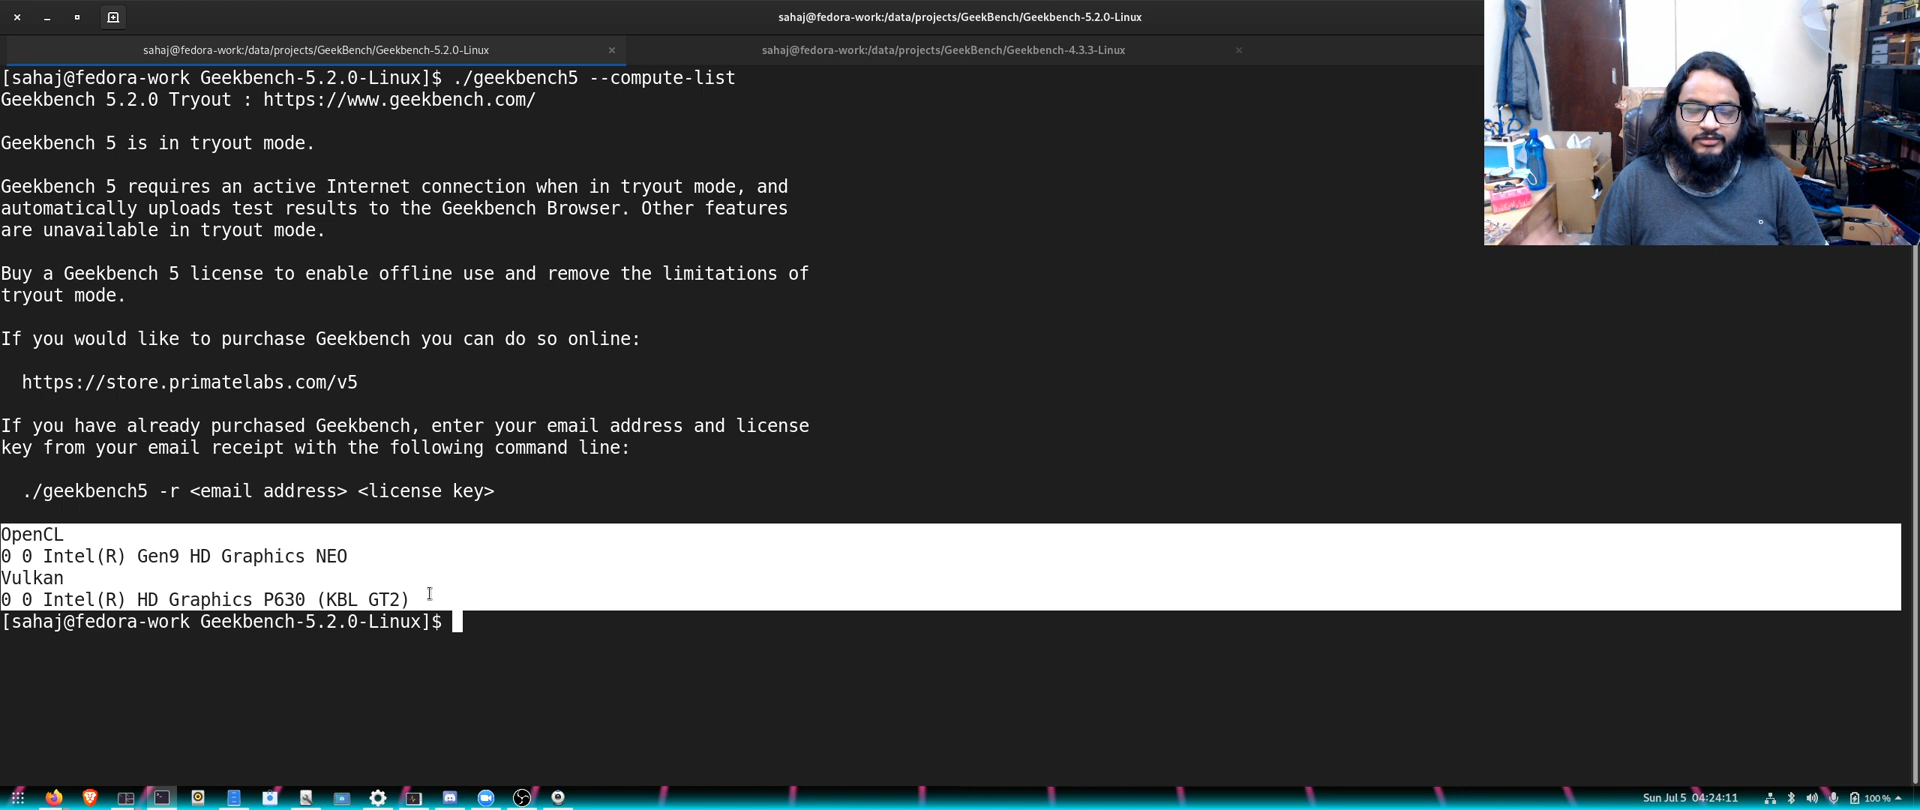 sahaj@fedora-work:/data/projects/GeekBench/Geekbench-5.2.0-Linux
sahaj@fedora-work:/data/projects/GeekBench/Geekbench-5.2.0-Linux
sahaj@fedora-work:/data/projects/GeekBench/Geekbench-4.3.3-Linux
[sahaj@fedora-work Geekbench-5.2.0-Linux]$ ./geekbench5 --compute-list
Geekbench 5.2.0 Tryout : https://www.geekbench.com/
Geekbench 5 is in tryout mode.
Geekbench 5 requires an active Internet connection when in tryout mode, and
automatically uploads test results to the Geekbench Browser. Other features
are unavailable in tryout mode.
Buy a Geekbench 5 license to enable offline use and remove the limitations of
tryout mode.
If you would like to purchase Geekbench you can do so online:
https://store.primatelabs.com/v5
If you have already purchased Geekbench, enter your email address and license
key from your email receipt with the following command line:
./geekbench5 -r <email address> <license key>
OpenCL
0 0 Intel(R) Gen9 HD Graphics NEO
Vulkan
0 0 Intel(R) HD Graphics P630 (KBL GT2)
[sahaj@fedora-work Geekbench-5.2.0-Linux]$
Sun Jul 5 04:24:11
100 %